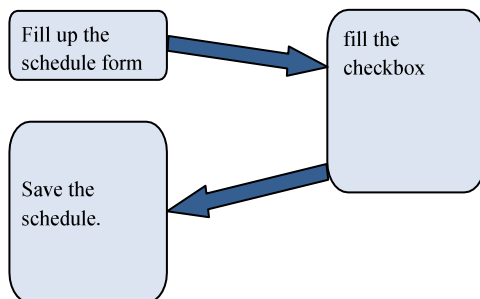 Fill up the
schedule form
fill the
checkbox
Save the
schedule.